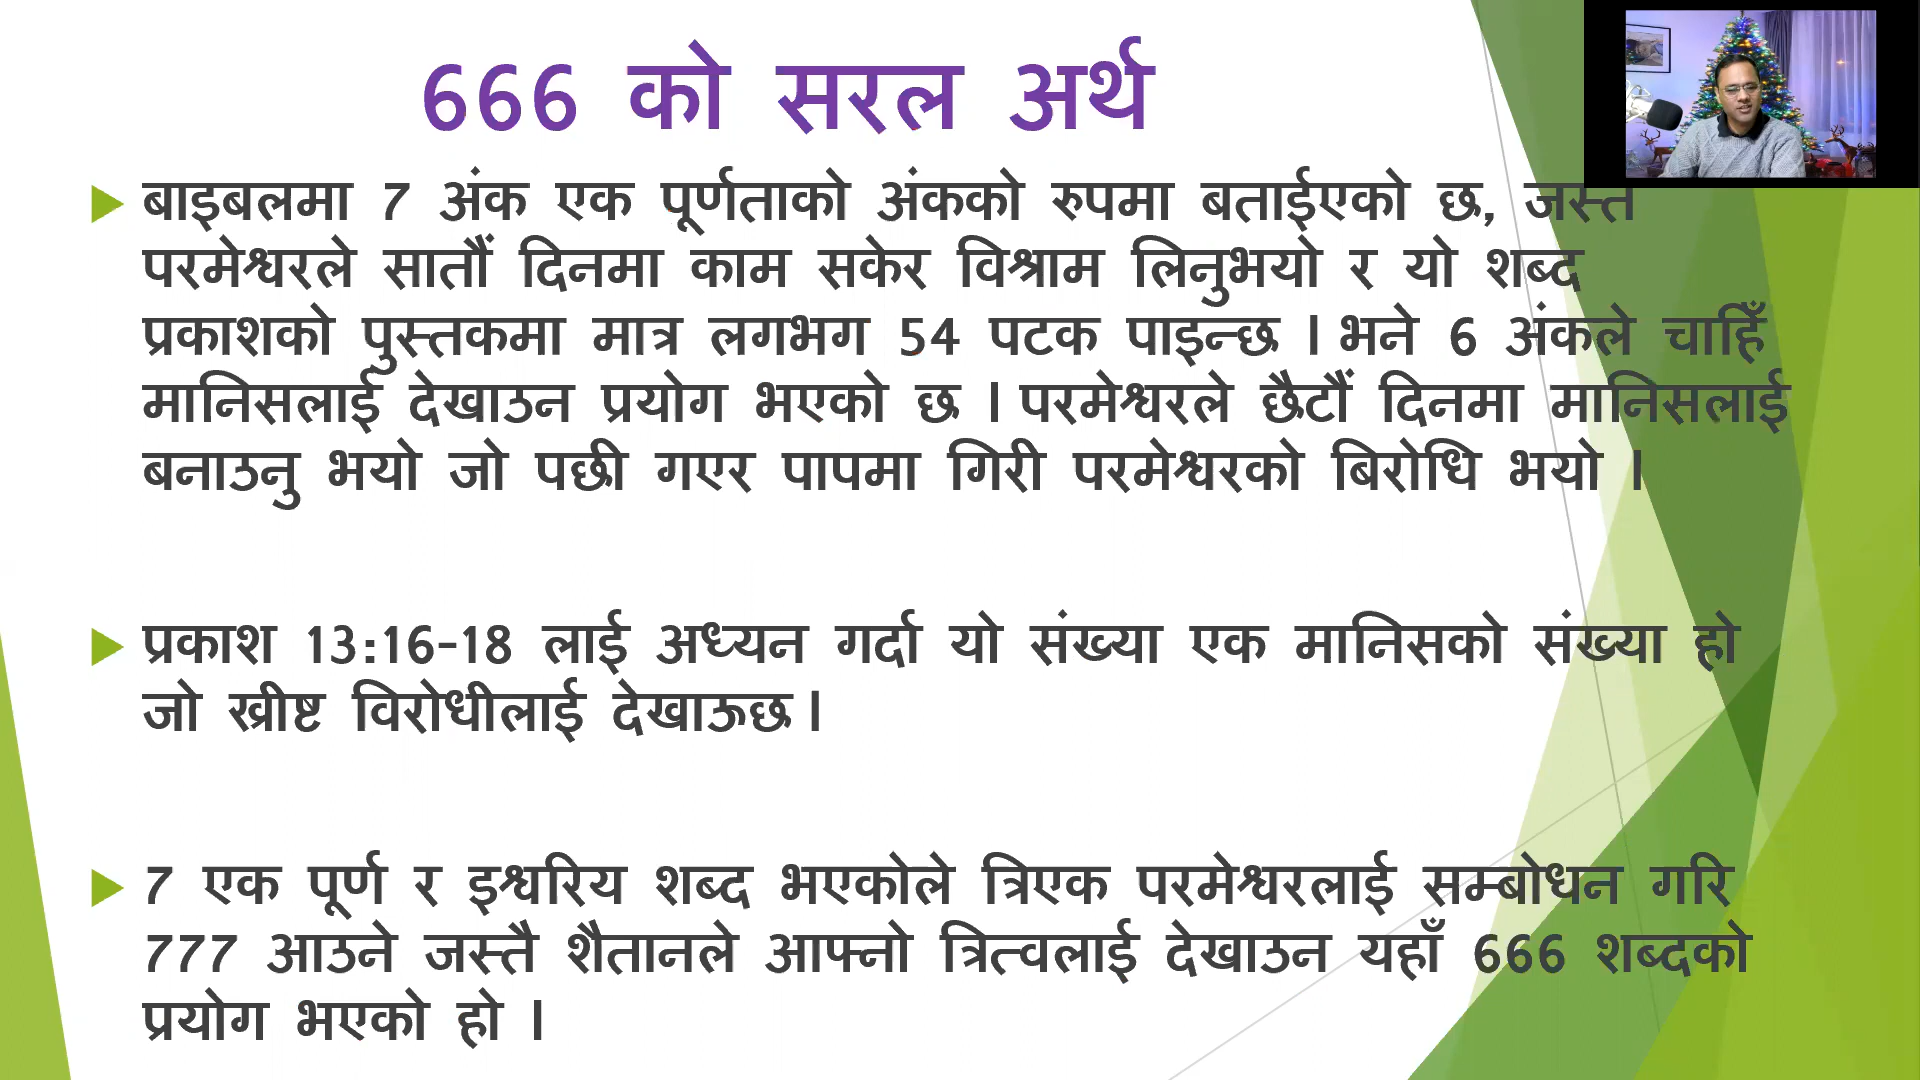 666 को सरल अर्थ
बाइबलमा 7 अंक एक पूर्णताको अंकको रुपमा बताईएको छ, जस्त
परमेश्वरले सातौं दिनमा काम सकेर विश्राम लिनुभयो र यो शब्द
प्रकाशको पुस्तकमा मात्र लगभग 54 पटक पाइन्छ । भने 6 अंकले चाहिँ
मानिसलाई देखाउन प्रयोग भएको छ । परमेश्वरले छैटौं दिनमा मानिसलाई
बनाउनु भयो जो पछी गएर पापमा गिरी परमेश्वरको बिरोधि भयो ।
प्रकाश 13:16-18 लाई अध्यन गर्दा यो संख्या एक मानिसको संख्या हो
जो ख्रीष्ट विरोधीलाई देखाऊछ ।
7 एक पूर्ण र इश्वरिय शब्द भएकोले त्रिएक परमेश्वरलाई सम्बोधन गरि
777 आउने जस्तै शैतानले आफ्नो त्रित्वलाई देखाउन यहाँ 666 शब्दको
प्रयोग भएको हो ।